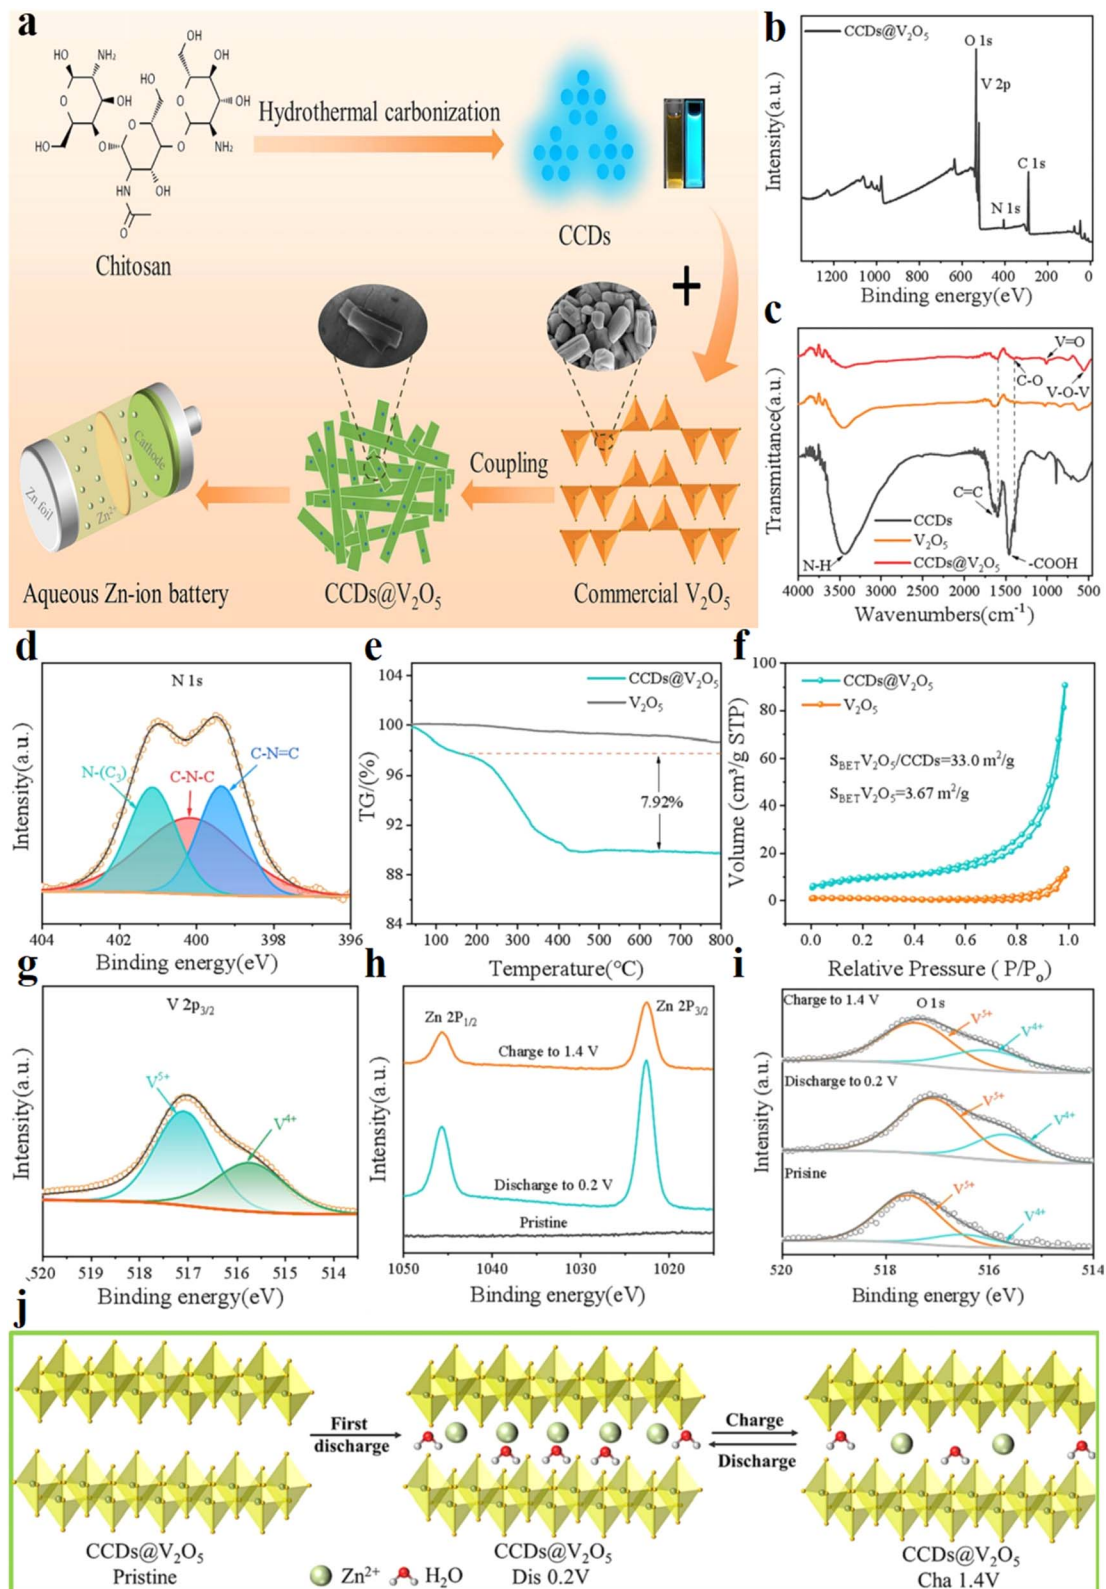 a
OH
HO
NH₂
OH
HO
OH
O
O
OH
HO
O
O
O
O
OH
NH₂
HN
OH
O
Chitosan
Hydrothermal carbonization
CCDs
+
Coupling
Commercial V₂O₅
CCDs@V₂O₅
Cathode
Zn foil
Zn²⁺
Aqueous Zn-ion battery
b
CCDs@V₂O₅
O 1s
V 2p
C 1s
N 1s
Intensity(a.u.)
1200 1000 800 600 400 200 0
Binding energy(eV)
c
V=O
C-O
V-O-V
C=C
N-H
-COOH
CCDs
V₂O₅
CCDs@V₂O₅
Transmittance(a.u.)
4000 3500 3000 2500 2000 1500 1000 500
Wavenumbers(cm⁻¹)
d
N 1s
N-(C₃)
C-N-C
C-N=C
Intensity(a.u.)
404 402 400 398 396
Binding energy(eV)
e
CCDs@V₂O₅
V₂O₅
7.92%
TG/(%)
104
100
96
92
88
84
100 200 300 400 500 600 700 800
Temperature(°C)
f
CCDs@V₂O₅
V₂O₅
S_BETV₂O₅/CCDs=33.0 m²/g
S_BETV₂O₅=3.67 m²/g
Volume (cm³/g STP)
100
80
60
40
20
0
0.0 0.2 0.4 0.6 0.8 1.0
Relative Pressure ( P/Pₒ)
g
V 2p₃/₂
V⁵⁺
V⁴⁺
Intensity(a.u.)
520 519 518 517 516 515 514
Binding energy(eV)
h
Zn 2P₁/₂
Zn 2P₃/₂
Charge to 1.4 V
Discharge to 0.2 V
Pristine
Intensity(a.u.)
1050 1040 1030 1020
Binding energy(eV)
i
Charge to 1.4 V
O 1s
V⁵⁺
V⁴⁺
Discharge to 0.2 V
V⁵⁺
V⁴⁺
Prisine
V⁵⁺
V⁴⁺
Intensity (a.u.)
520 518 516 514
Binding energy (eV)
j
First
discharge
Charge
Discharge
CCDs@V₂O₅
Pristine
Zn²⁺
H₂O
CCDs@V₂O₅
Dis 0.2V
CCDs@V₂O₅
Cha 1.4V